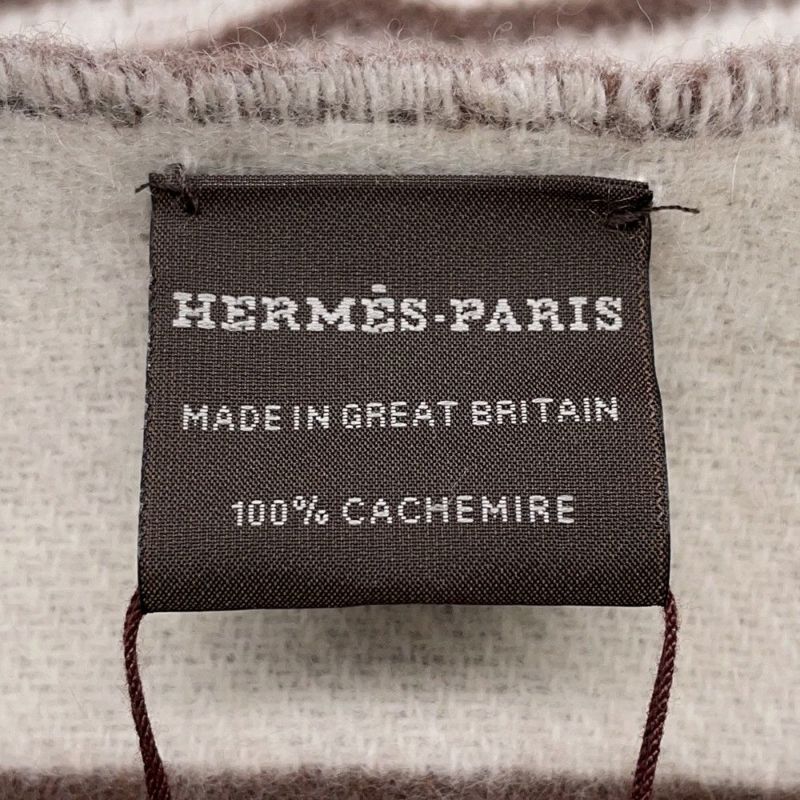 HERMÈS-PARIS
MADE IN GREAT BRITAIN
100% CACHEMIRE